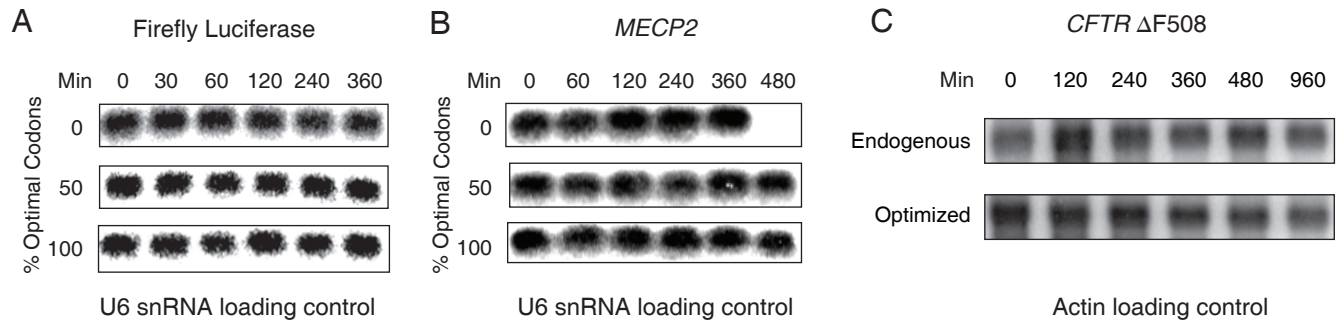 A
Firefly Luciferase
Min 0 30 60 120 240 360
% Optimal Codons
0
50
100
U6 snRNA loading control
B
MECP2
Min 0 60 120 240 360 480
% Optimal Codons
0
50
100
U6 snRNA loading control
C
CFTR ΔF508
Min 0 120 240 360 480 960
Endogenous
Optimized
Actin loading control